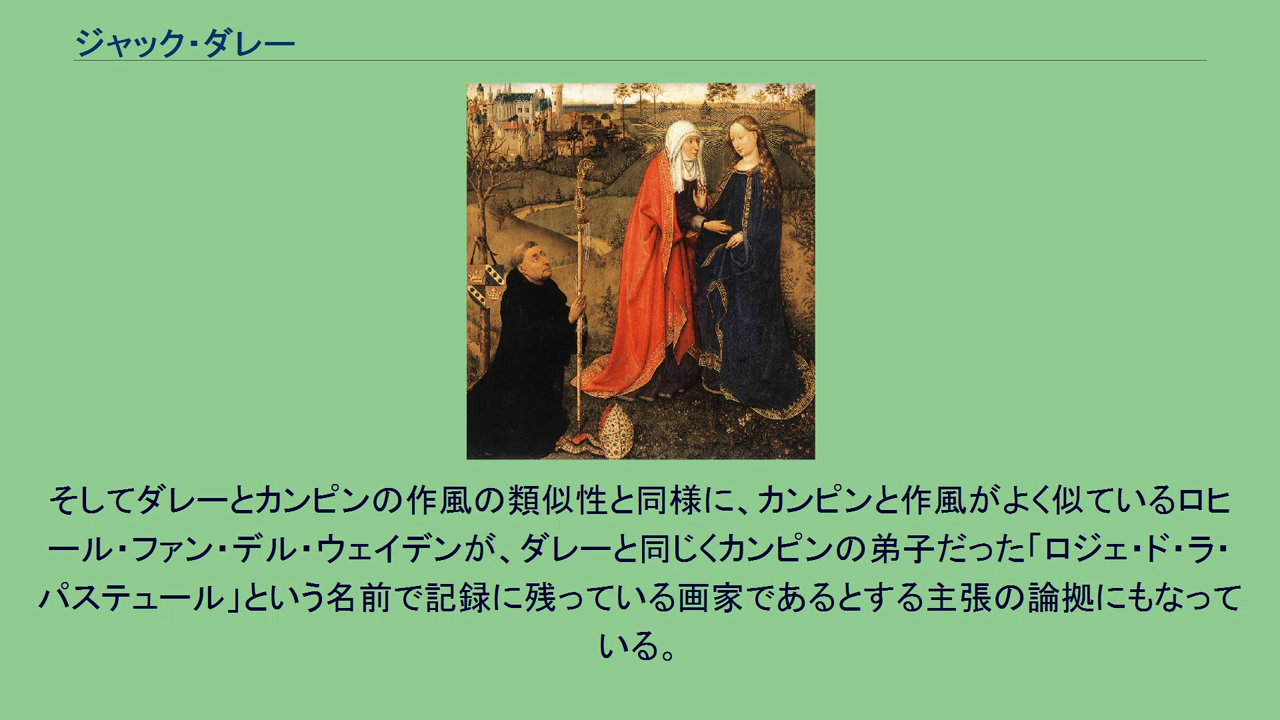 ジャック・ダレー
そしてダレーとカンピンの作風の類似性と同様に、カンピンと作風がよく似ているロヒ
ール・ファン・デル・ウェイデンが、ダレーと同じくカンピンの弟子だった「ロジェ・ド・ラ・
パステュール」という名前で記録に残っている画家であるとする主張の論拠にもなって
いる。